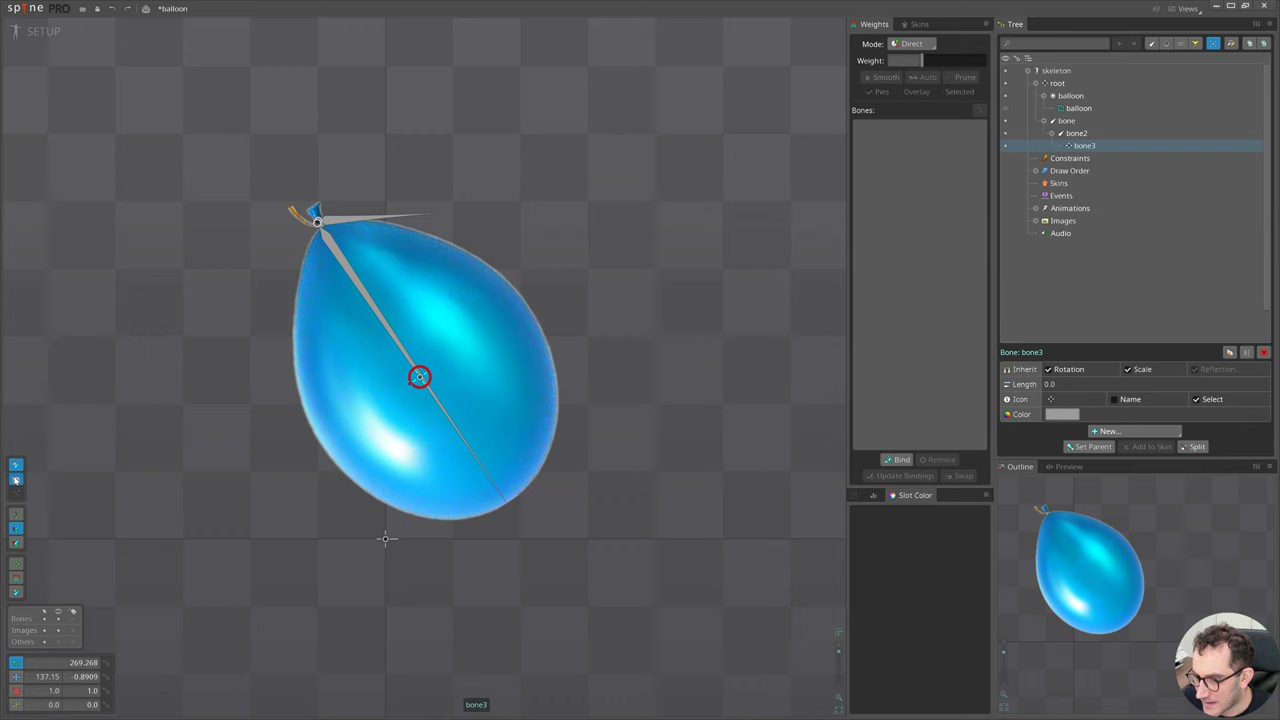 spine PRO
*balloon
Views
SETUP
Weights
Skins
Mode:
Direct
Weight:
Smooth
Auto
Prune
Pies
Overlay
Selected
Bones:
Bind
Remove
Update Bindings
Swap
Slot Color
Tree
skeleton
root
balloon
balloon
bone
bone2
bone3
Constraints
Draw Order
Skins
Events
Animations
Images
Audio
Bone: bone3
Inherit
Rotation
Scale
Reflection
Length
0.0
Icon
Name
Select
Color
New...
Set Parent
Add to Skin
Split
Outline
Preview
Bones
Images
Others
269.268
137.15 -0.8909
1.0 1.0
0.0 0.0
bone3